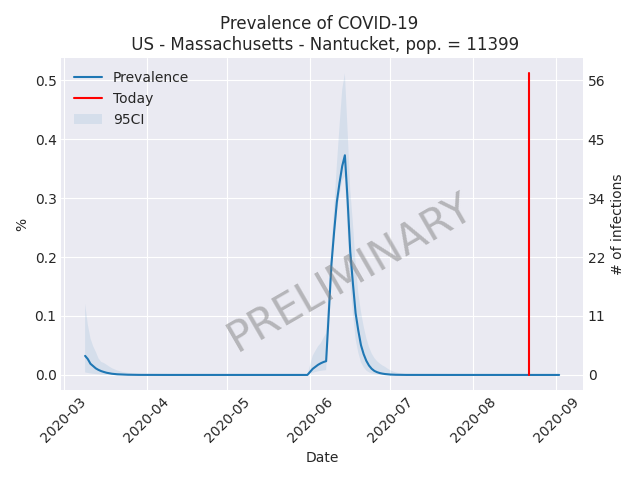 Prevalence of COVID-19
US - Massachusetts - Nantucket, pop. = 11399
Prevalence
Today
95CI
0.5
0.4
0.3
0.2
0.1
0.0
%
56
45
34
22
11
0
# of infections
PRELIMINARY
2020-03
2020-04
2020-05
2020-06
2020-07
2020-08
2020-09
Date